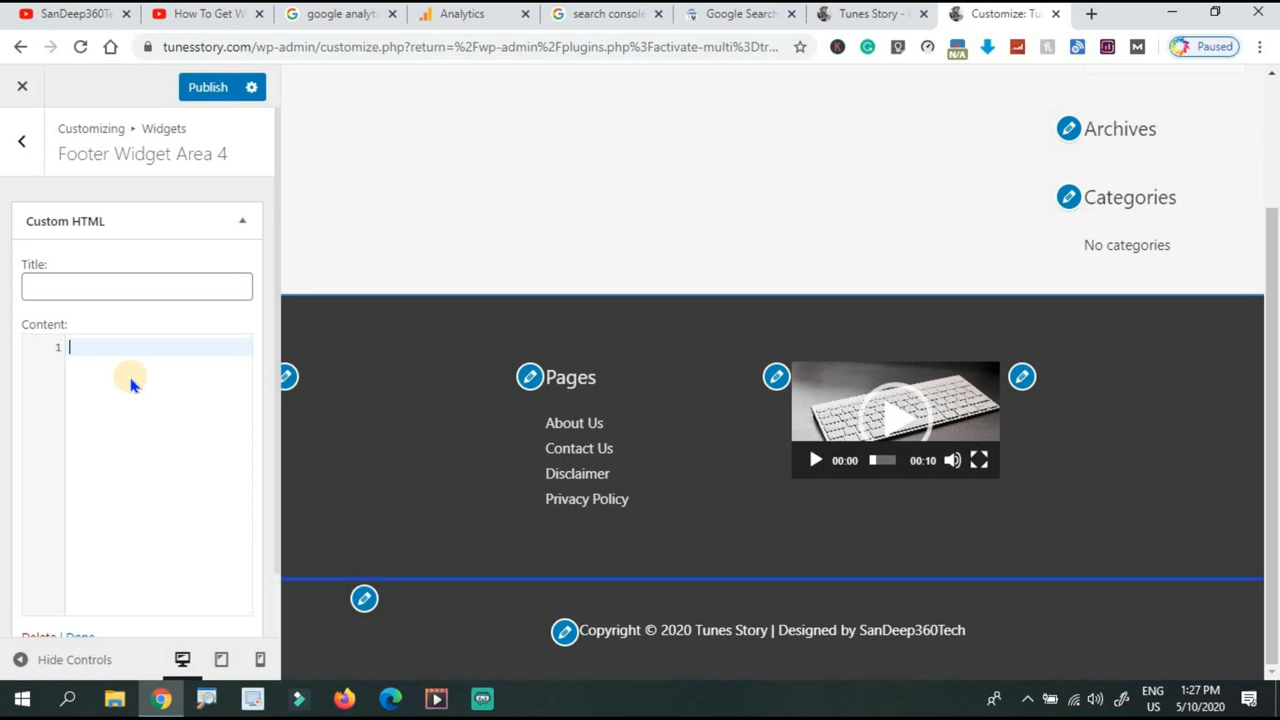 SanDeep360Tech
How To Get W
google analyti
Analytics
search console
Google Search
Tunes Story -
Customize: Tu
tunesstory.com/wp-admin/customize.php?return=%2Fwp-admin%2Fplugins.php%3Factivate-multi%3Dtr...
N/A
Paused
Publish
Customizing ▸ Widgets
Footer Widget Area 4
Custom HTML
Title:
Content:
1
Hide Controls
Archives
Categories
No categories
Pages
About Us
Contact Us
Disclaimer
Privacy Policy
00:00
00:10
Copyright © 2020 Tunes Story | Designed by SanDeep360Tech
ENG
US
1:27 PM
5/10/2020